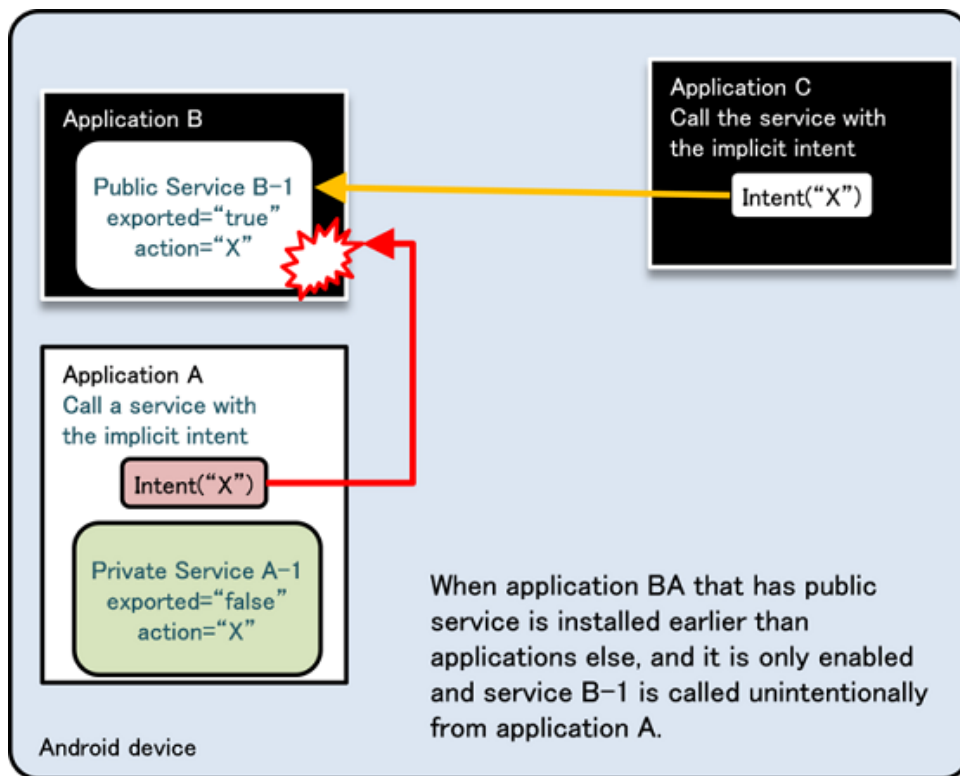 Application B
Public Service B-1
exported=“true”
action=“X”
Application C
Call the service with
the implicit intent
Intent(“X”)
Application A
Call a service with
the implicit intent
Intent(“X”)
Private Service A-1
exported=“false”
action=“X”
When application BA that has public
service is installed earlier than
applications else, and it is only enabled
and service B-1 is called unintentionally
from application A.
Android device